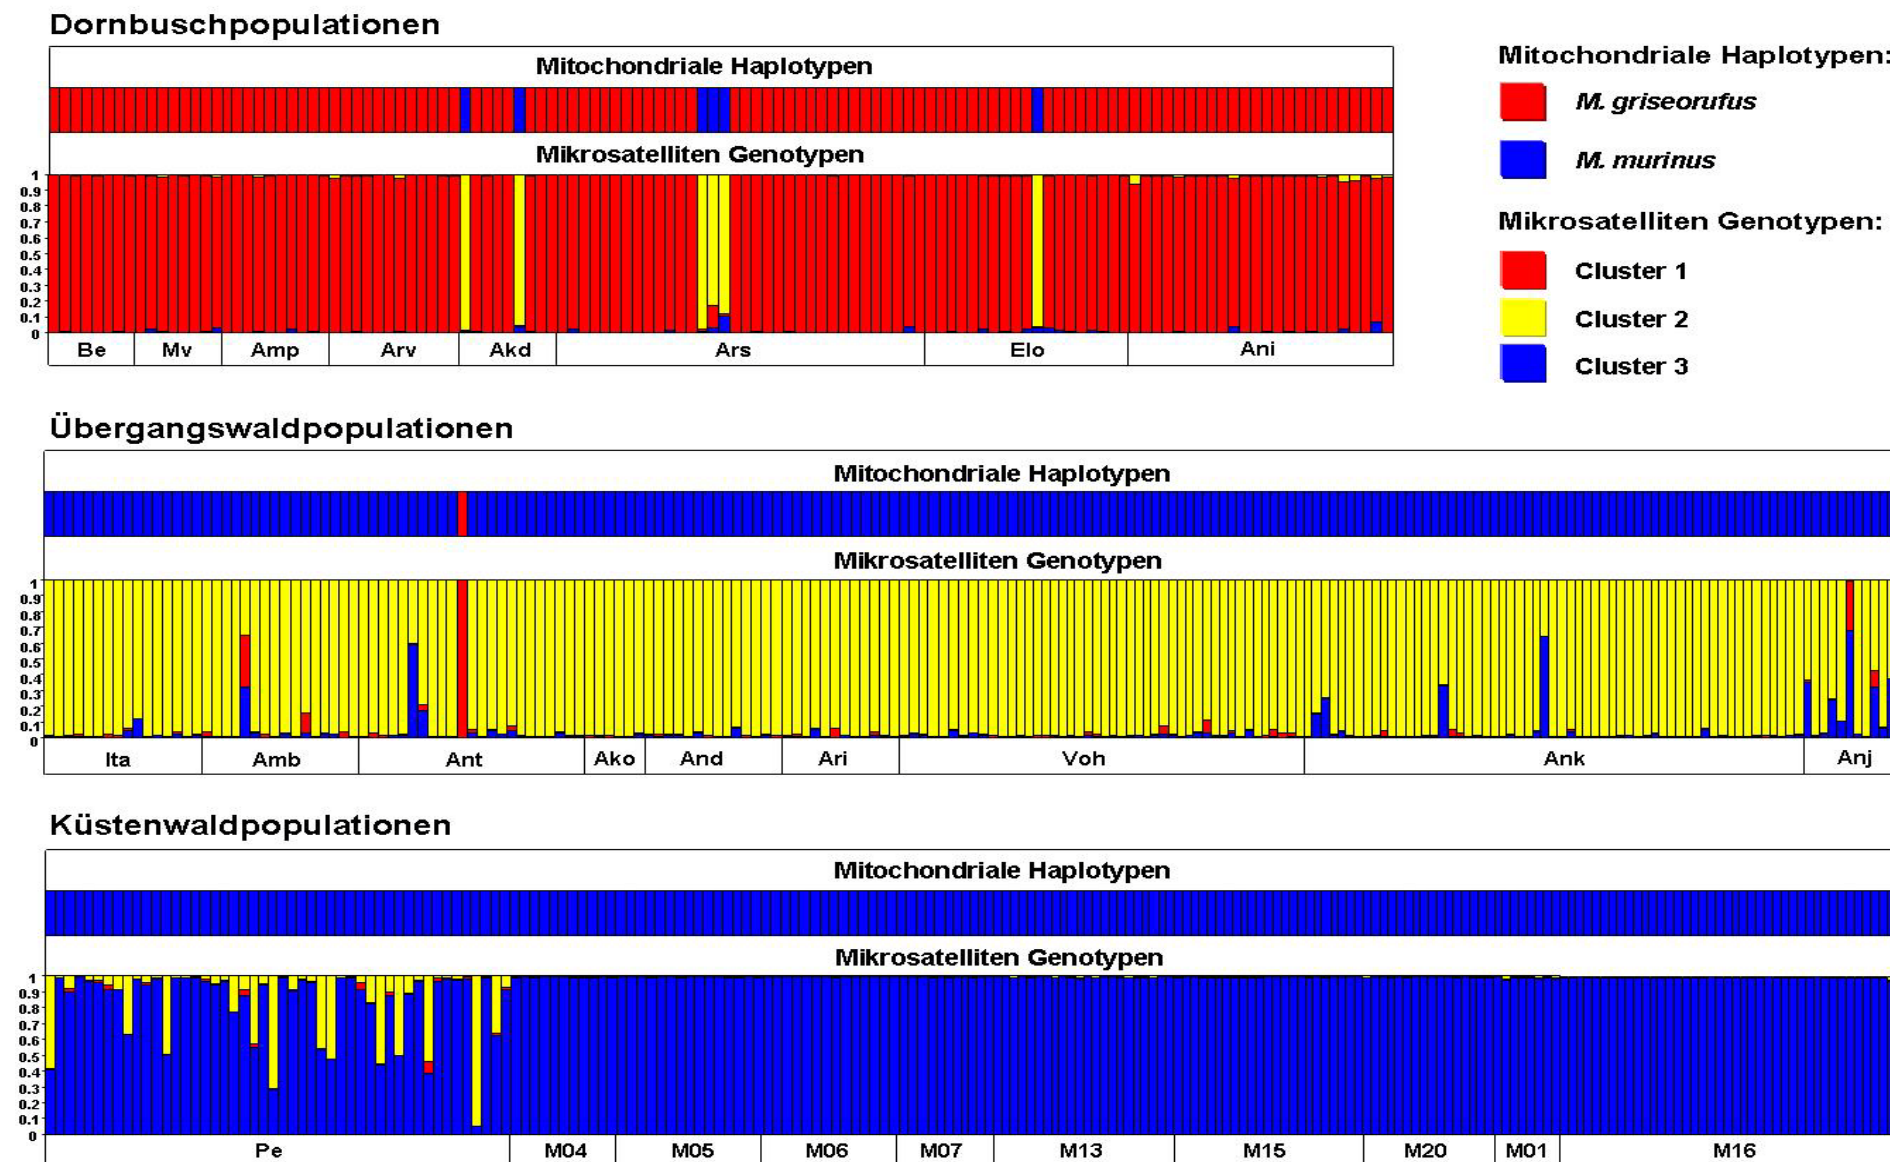 Dornbuschpopulationen
Mitochondriale Haplotypen
Mikrosatelliten Genotypen
1
0.9
0.8
0.7
0.6
0.5
0.4
0.3
0.2
0.1
0
Be Mv Amp Arv Akd Ars Elo Ani
Mitochondriale Haplotypen:
M. griseorufus
M. murinus
Mikrosatelliten Genotypen:
Cluster 1
Cluster 2
Cluster 3
Übergangswaldpopulationen
Mitochondriale Haplotypen
Mikrosatelliten Genotypen
1
0.9
0.8
0.7
0.6
0.5
0.4
0.3
0.2
0.1
0
Ita Amb Ant Ako And Ari Voh Ank Anj
Küstenwaldpopulationen
Mitochondriale Haplotypen
Mikrosatelliten Genotypen
1
0.9
0.8
0.7
0.6
0.5
0.4
0.3
0.2
0.1
0
Pe M04 M05 M06 M07 M13 M15 M20 M01 M16